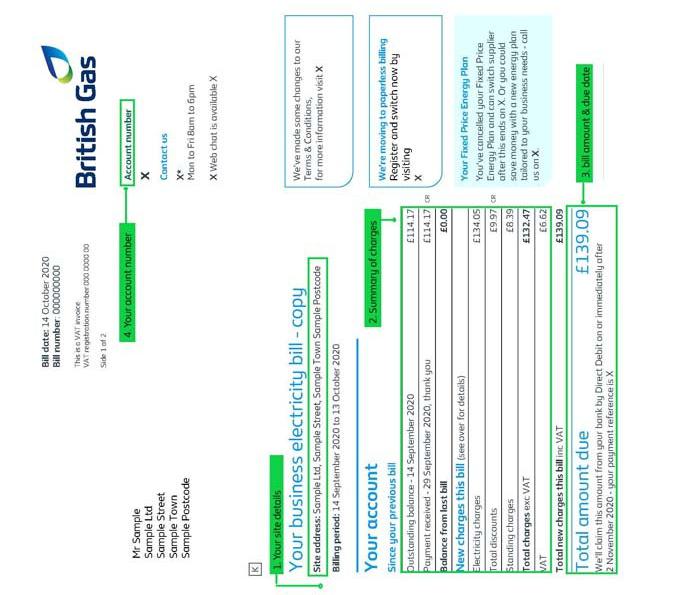 British Gas
Bill date: 14 October 2020
Bill number: 000000000
This is a VAT invoice
VAT registration number 000 0000 00
Side 1 of 2
4. Your account number
Account number
X
Contact us
X*
Mon to Fri 8am to 6pm
X Web chat is available X
Mr Sample
Sample Ltd
Sample Street
Sample Town
Sample Postcode
K
1. Your site details
Your business electricity bill - copy
Site address: Sample Ltd, Sample Street, Sample Town Sample Postcode
Billing period: 14 September 2020 to 13 October 2020
We've made some changes to our
Terms & Conditions,
for more information visit X
2. Summary of charges
Your account
Since your previous bill
Outstanding balance - 14 September 2020 £114.17
Payment received - 29 September 2020, thank you £114.17 CR
Balance from last bill £0.00
New charges this bill (see over for details)
Electricity charges £134.05
Total discounts £9.97 CR
Standing charges £8.39
Total charges exc VAT £132.47
VAT £6.62
Total new charges this bill inc VAT £139.09
Total amount due £139.09
We'll claim this amount from your bank by Direct Debit on or immediately after
2 November 2020 - your payment reference is X
We're moving to paperless billing
Register and switch now by
visiting
X
Your Fixed Price Energy Plan
You've cancelled your Fixed Price
Energy Plan and can switch supplier
after this ends on X. Or you could
save money with a new energy plan
tailored to your business needs - call
us on X.
3. bill amount & due date